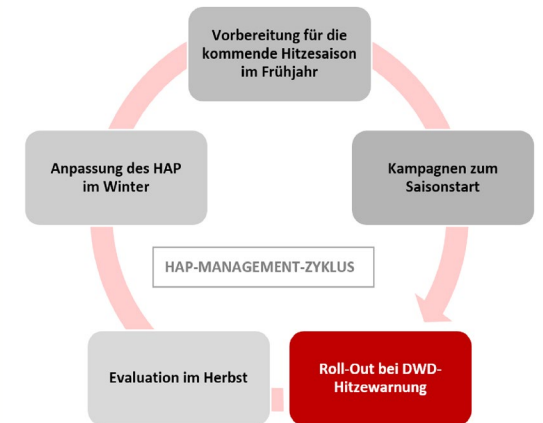 Vorbereitung für die
kommende Hitzesaison
im Frühjahr
Anpassung des HAP
im Winter
Kampagnen zum
Saisonstart
HAP-MANAGEMENT-ZYKLUS
Evaluation im Herbst
Roll-Out bei DWD-
Hitzewarnung